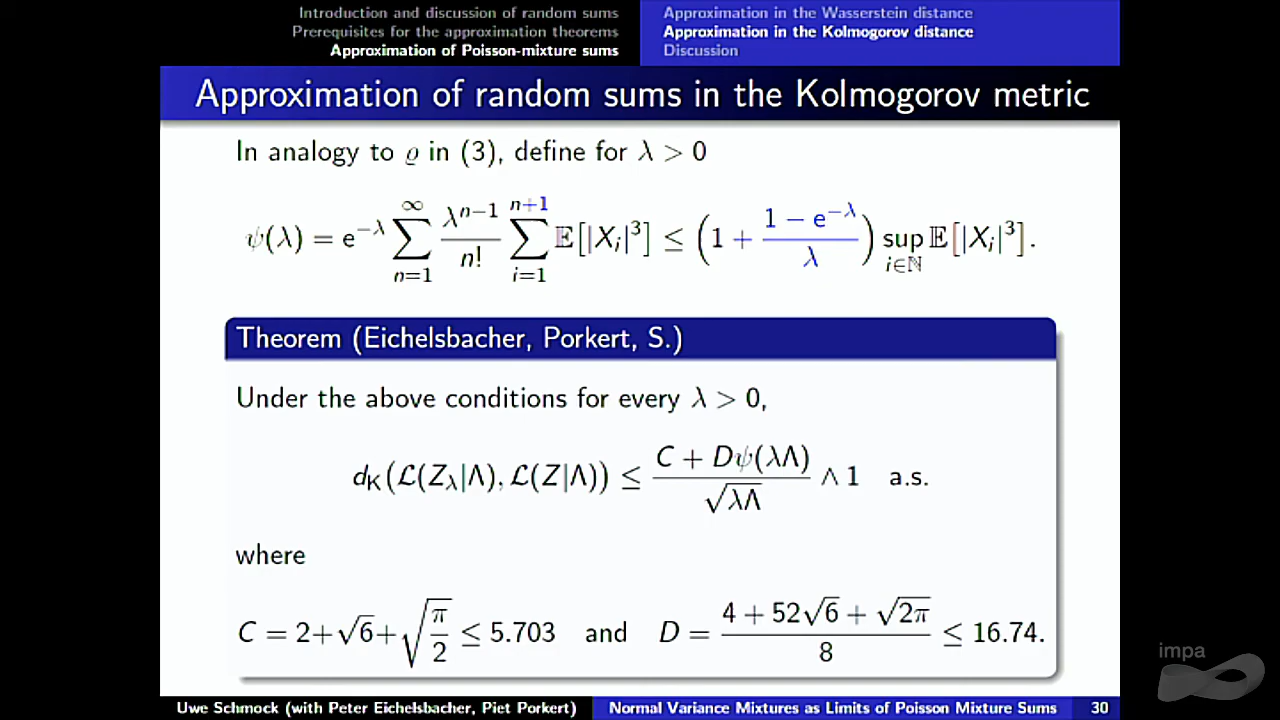 Introduction and discussion of random sums
Prerequisites for the approximation theorems
Approximation of Poisson-mixture sums
Approximation in the Wasserstein distance
Approximation in the Kolmogorov distance
Discussion
Approximation of random sums in the Kolmogorov metric
In analogy to ϱ in (3), define for λ > 0
ψ(λ) = e^{−λ} ∑_{n=1}^{∞} \frac{λ^{n−1}}{n!} ∑_{i=1}^{n+1} 𝔼[|X_i|^3] ≤ (1 + \frac{1 − e^{−λ}}{λ}) sup_{i∈ℕ} 𝔼[|X_i|^3].
Theorem (Eichelsbacher, Porkert, S.)
Under the above conditions for every λ > 0,
d_K(ℒ(Z_λ|Λ), ℒ(Z|Λ)) ≤ \frac{C + Dψ(λΛ)}{√{λΛ}} ∧ 1 a.s.
where
C = 2+√6+√{\frac{π}{2}} ≤ 5.703 and D = \frac{4 + 52√6 + √{2π}}{8} ≤ 16.74.
impa
Uwe Schmock (with Peter Eichelsbacher, Piet Porkert) Normal Variance Mixtures as Limits of Poisson Mixture Sums 30